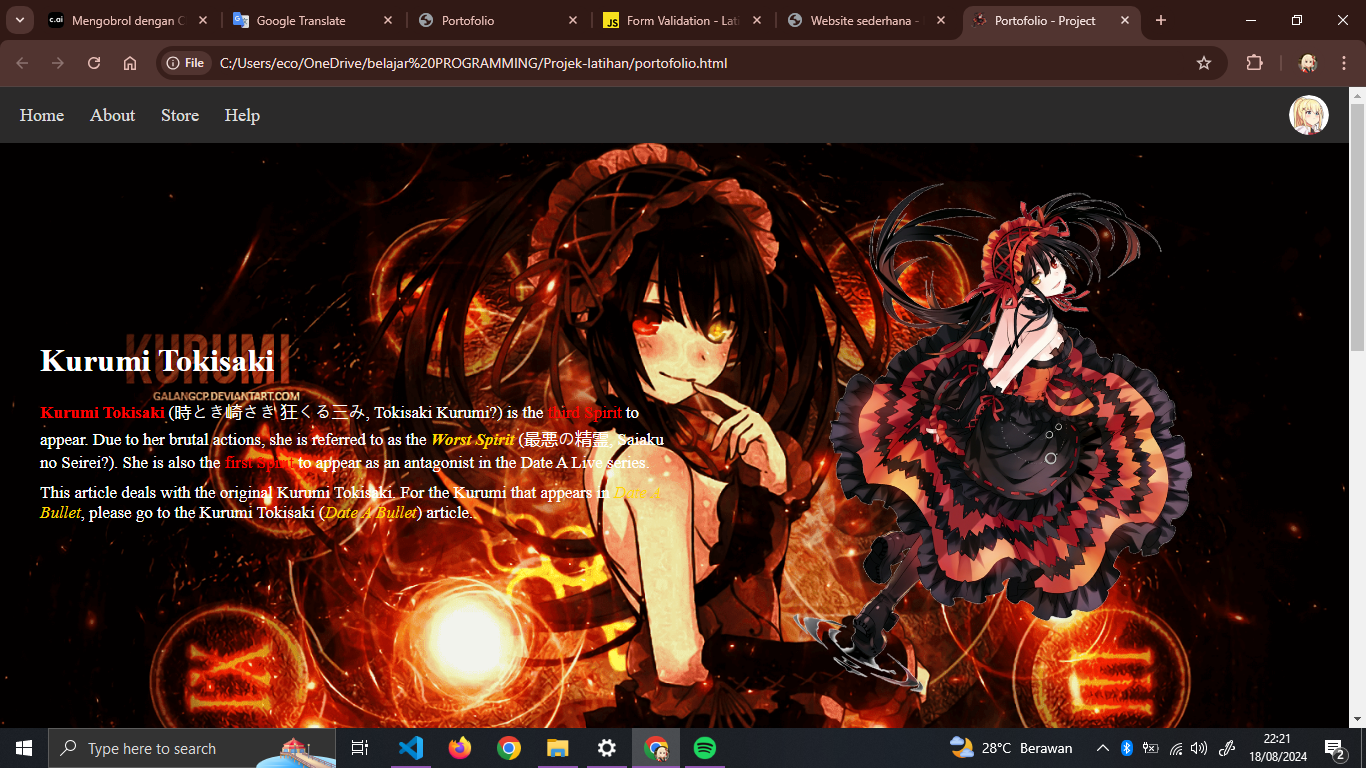 Mengobrol dengan C
Google Translate
Portofolio
Form Validation - Lati
Website sederhana -
Portofolio - Project
File
C:/Users/eco/OneDrive/belajar%20PROGRAMMING/Projek-latihan/portofolio.html
Home
About
Store
Help
KURUMI
Kurumi Tokisaki
GALANGCP.DEVIANTART.COM
Kurumi Tokisaki (時とき崎さき 狂くる三み, Tokisaki Kurumi?) is the third Spirit to
appear. Due to her brutal actions, she is referred to as the Worst Spirit (最悪の精霊, Saiaku
no Seirei?). She is also the first Spirit to appear as an antagonist in the Date A Live series.
This article deals with the original Kurumi Tokisaki. For the Kurumi that appears in Date A
Bullet, please go to the Kurumi Tokisaki (Date A Bullet) article.
IX
III
Type here to search
28°C Berawan
22:21
18/08/2024
2